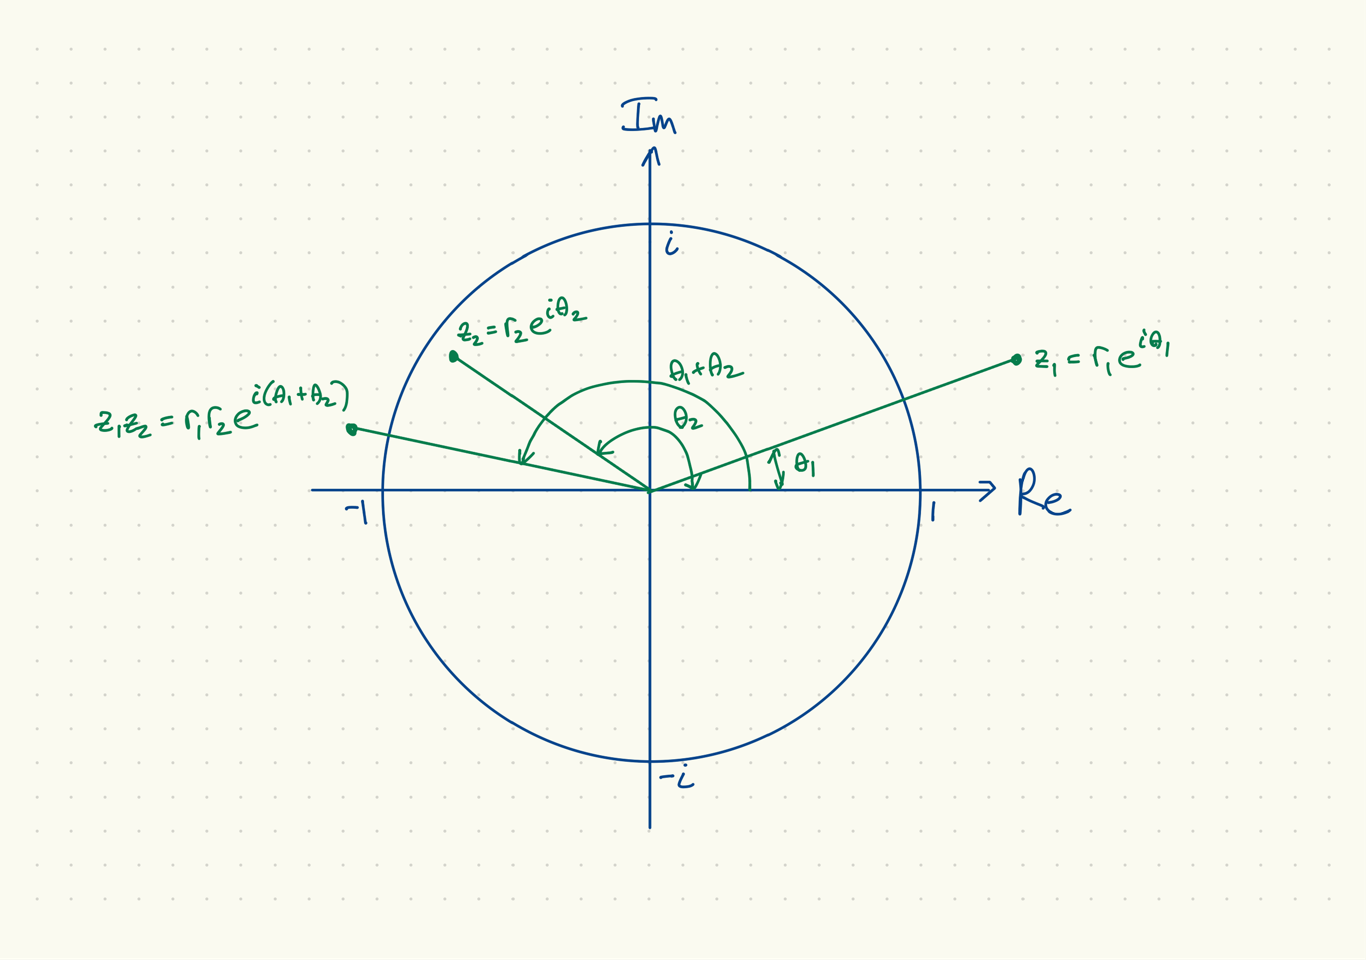 Im
i
z₂ = r₂e^{iθ₂}
z₁ = r₁e^{iθ₁}
θ₁+θ₂
z₁z₂ = r₁r₂e^{i(θ₁+θ₂)}
θ₂
θ₁
-1
1
Re
-i